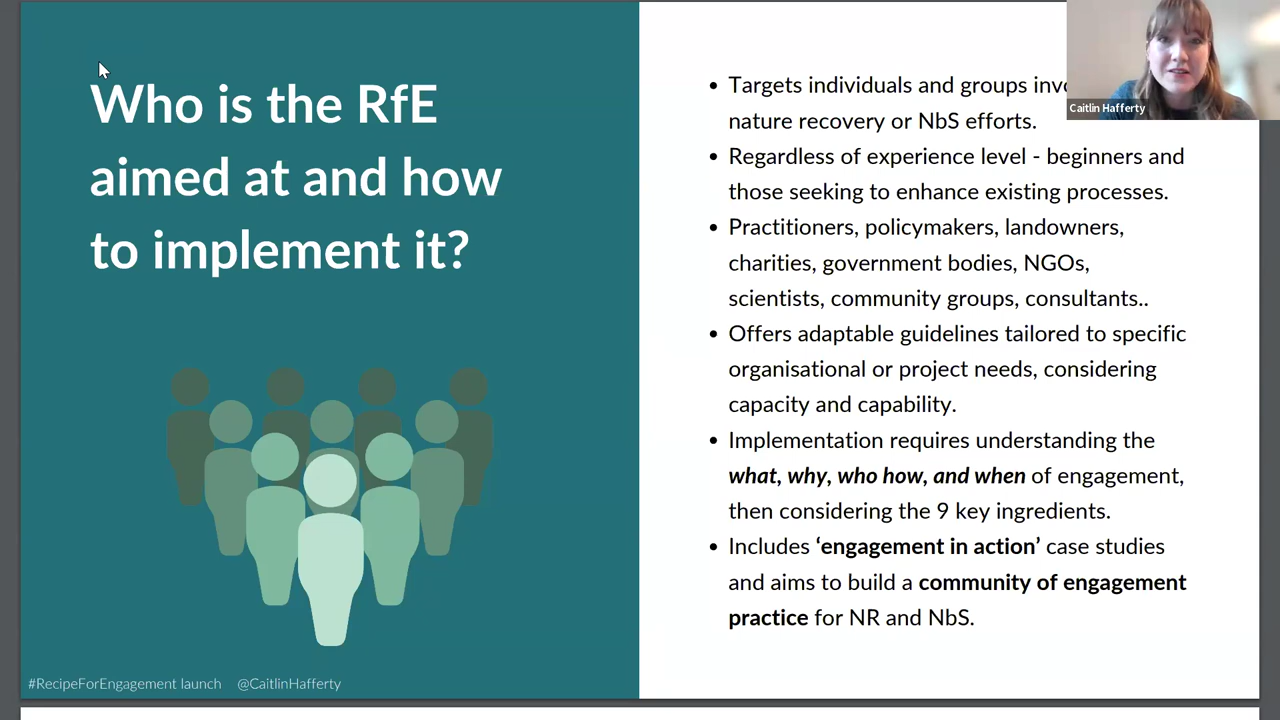 Who is the RfE
aimed at and how
to implement it?
• Targets individuals and groups
nature recovery or NbS efforts.
• Regardless of experience level - beginners and
those seeking to enhance existing processes.
• Practitioners, policymakers, landowners,
charities, government bodies, NGOs,
scientists, community groups, consultants..
• Offers adaptable guidelines tailored to specific
organisational or project needs, considering
capacity and capability.
• Implementation requires understanding the
what, why, who how, and when of engagement,
then considering the 9 key ingredients.
• Includes ‘engagement in action’ case studies
and aims to build a community of engagement
practice for NR and NbS.
Caitlin Hafferty
#RecipeForEngagement launch @CaitlinHafferty